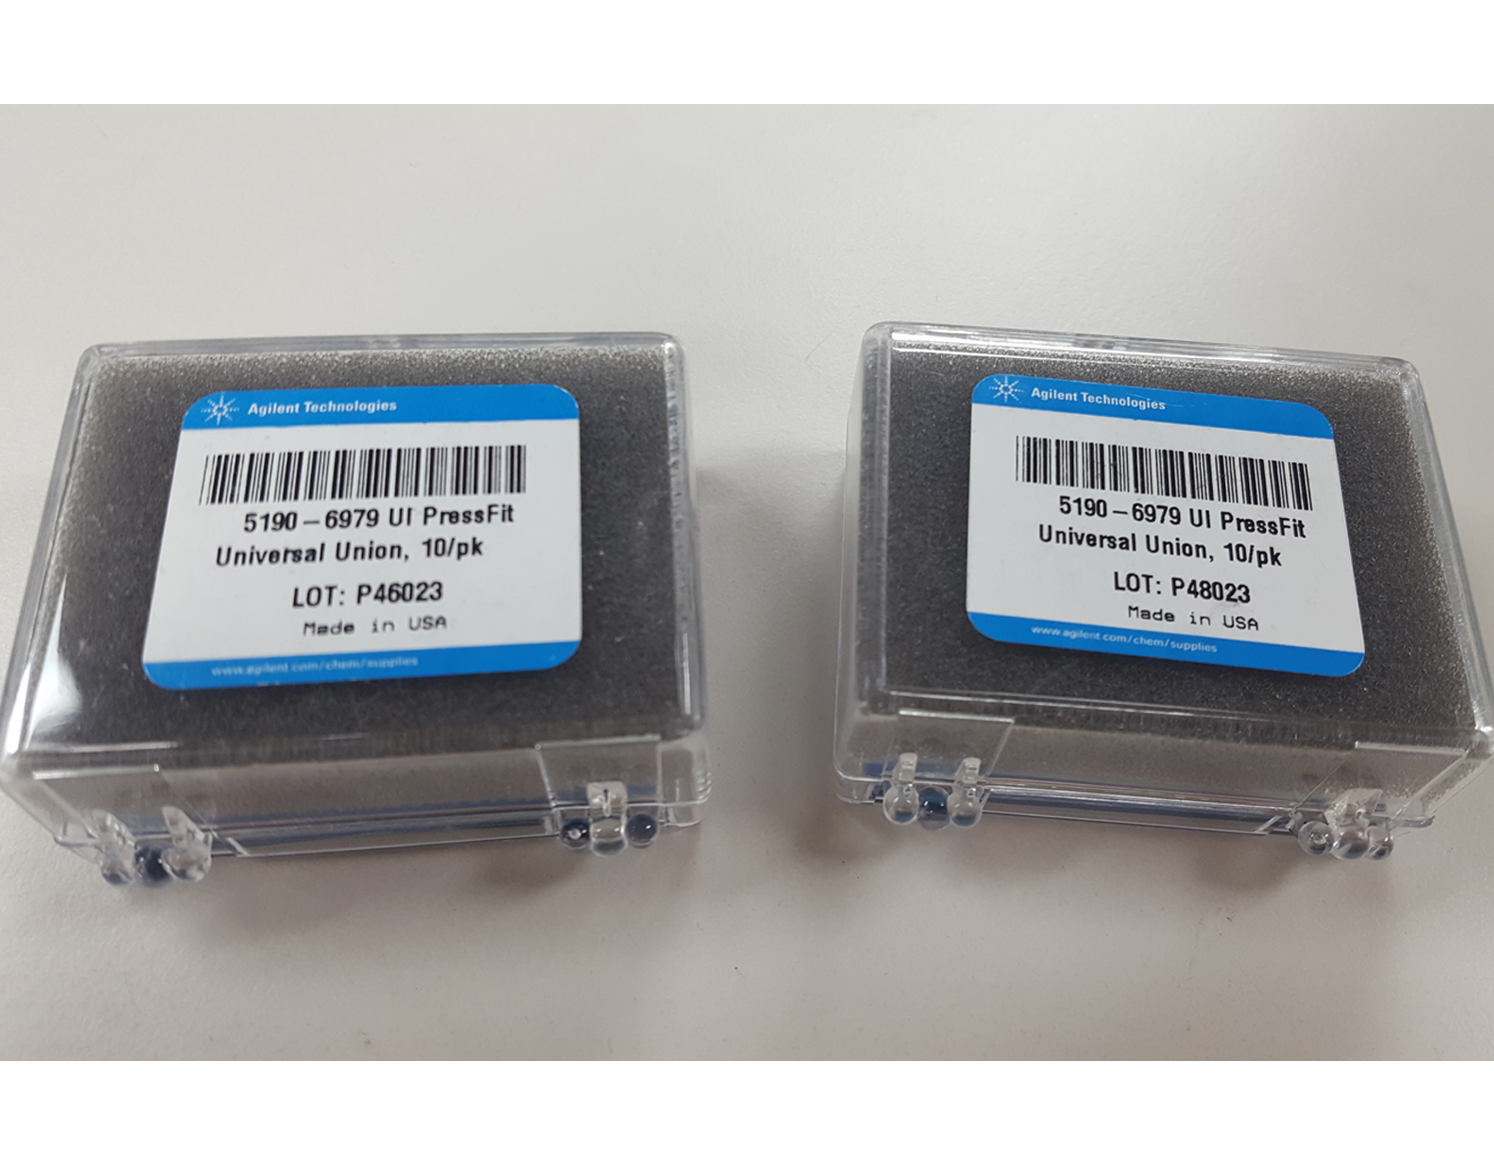 Agilent Technologies
5190-6979 UI PressFit
Universal Union, 10/pk
LOT: P46023
Made in USA
www.agilent.com/chem/supplies
Agilent Technologies
5190-6979 UI PressFit
Universal Union, 10/pk
LOT: P48023
Made in USA
www.agilent.com/chem/supplies